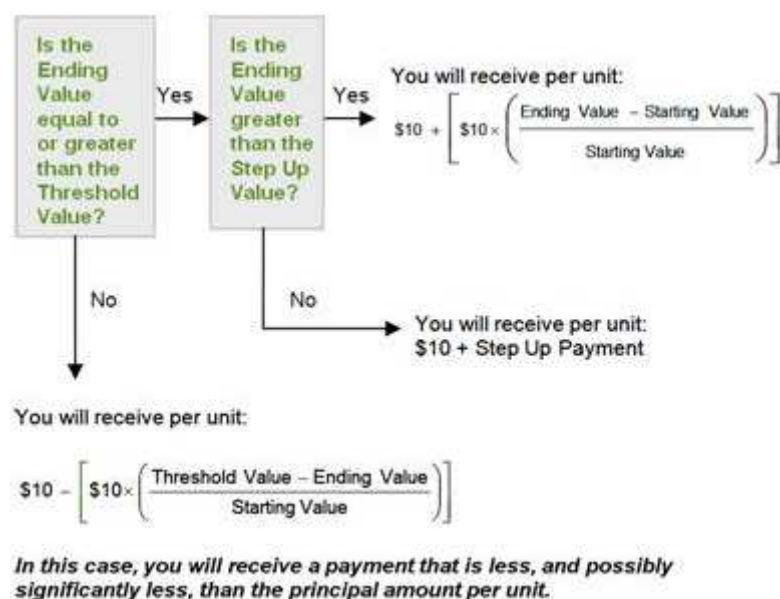 Is the
Ending
Value
equal to
or greater
than the
Threshold
Value?
Yes
Is the
Ending
Value
greater
than the
Step Up
Value?
Yes
You will receive per unit:
$10 + [ $10 × ( Ending Value – Starting Value
Starting Value ) ]
No
No
You will receive per unit:
$10 + Step Up Payment
You will receive per unit:
$10 – [ $10× ( Threshold Value – Ending Value
Starting Value ) ]
In this case, you will receive a payment that is less, and possibly
significantly less, than the principal amount per unit.